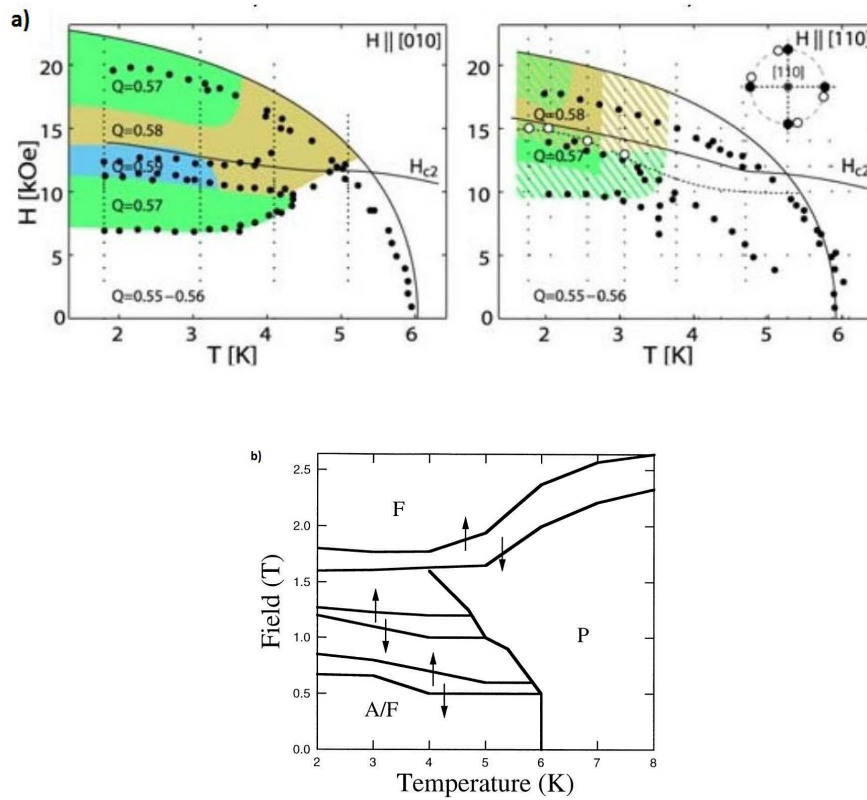 a)
H || [010]
20
15
10
5
0
H [kOe]
Q=0.57
Q=0.58
Q=0.59
Q=0.57
Q=0.55−0.56
Hc2
2
3
4
5
6
T [K]
H || [110]
[110]
20
15
10
5
0
Q=0.58
Q=0.57
Q=0.55−0.56
Hc2
2
3
4
5
6
T [K]
b)
2.5
2.0
1.5
1.0
0.5
0.0
Field (T)
F
P
A/F
2
3
4
5
6
7
8
Temperature (K)